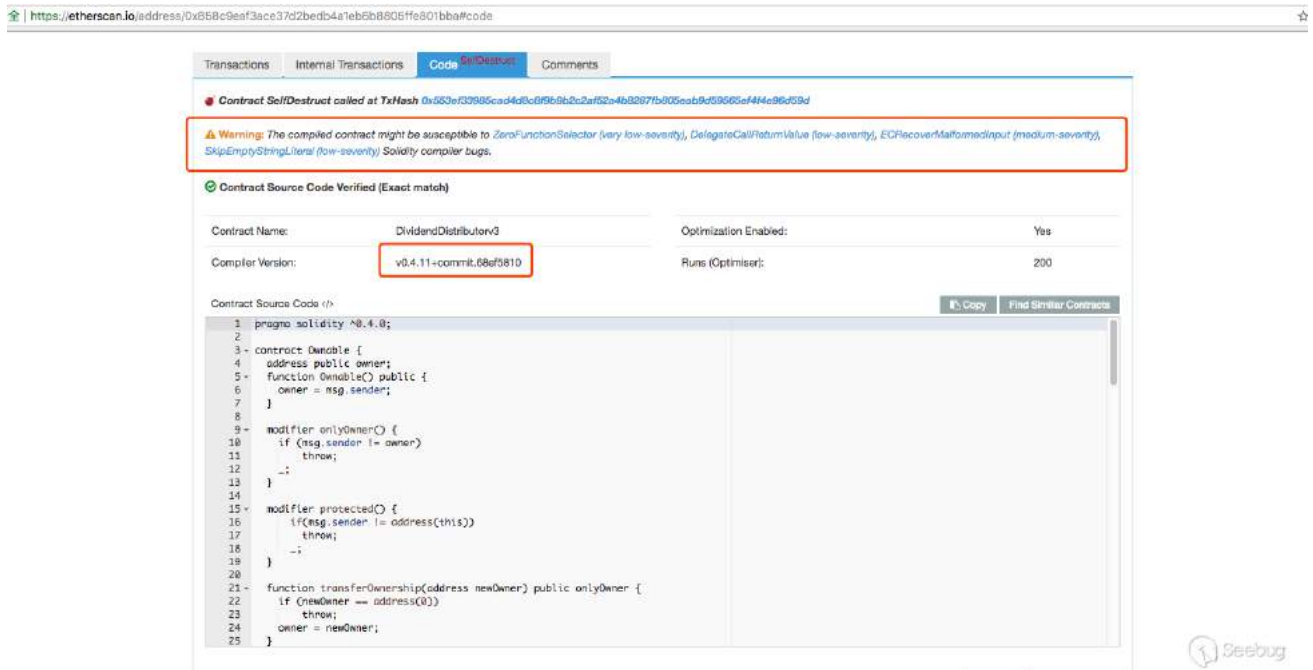 https://etherscan.io/address/0x858c9eaf3ace37d2bedb4a1eb6b8805ffe801bba#code
Transactions Internal Transactions Code SelfDestruct Comments
Contract SelfDestruct called at TxHash
Warning: The compiled contract might be susceptible to ZeroFunctionSelector (very low-severity), DelegateCallReturnValue (low-severity), ECRecoverMalformedInput (medium-severity),
SkipEmptyStringLiteral (low-severity) Solidity compiler bugs.
Contract Source Code Verified (Exact match)
Contract Name: DividendDistributorv3 Optimization Enabled: Yes
Compiler Version: v0.4.11+commit.68ef5810 Runs (Optimiser): 200
Contract Source Code </> Copy Find Similar Contracts
1 pragma solidity ^0.4.0;
2
3 - contract Ownable {
4 address public owner;
5 - function Ownable() public {
6 owner = msg.sender;
7 }
8
9 - modifier onlyOwner() {
10 if (msg.sender != owner)
11 throw;
12 _;
13 }
14
15 - modifier protected() {
16 if(msg.sender != address(this))
17 throw;
18 _;
19 }
20
21 - function transferOwnership(address newOwner) public onlyOwner {
22 if (newOwner == address(0))
23 throw;
24 owner = newOwner;
25 }
Seebug